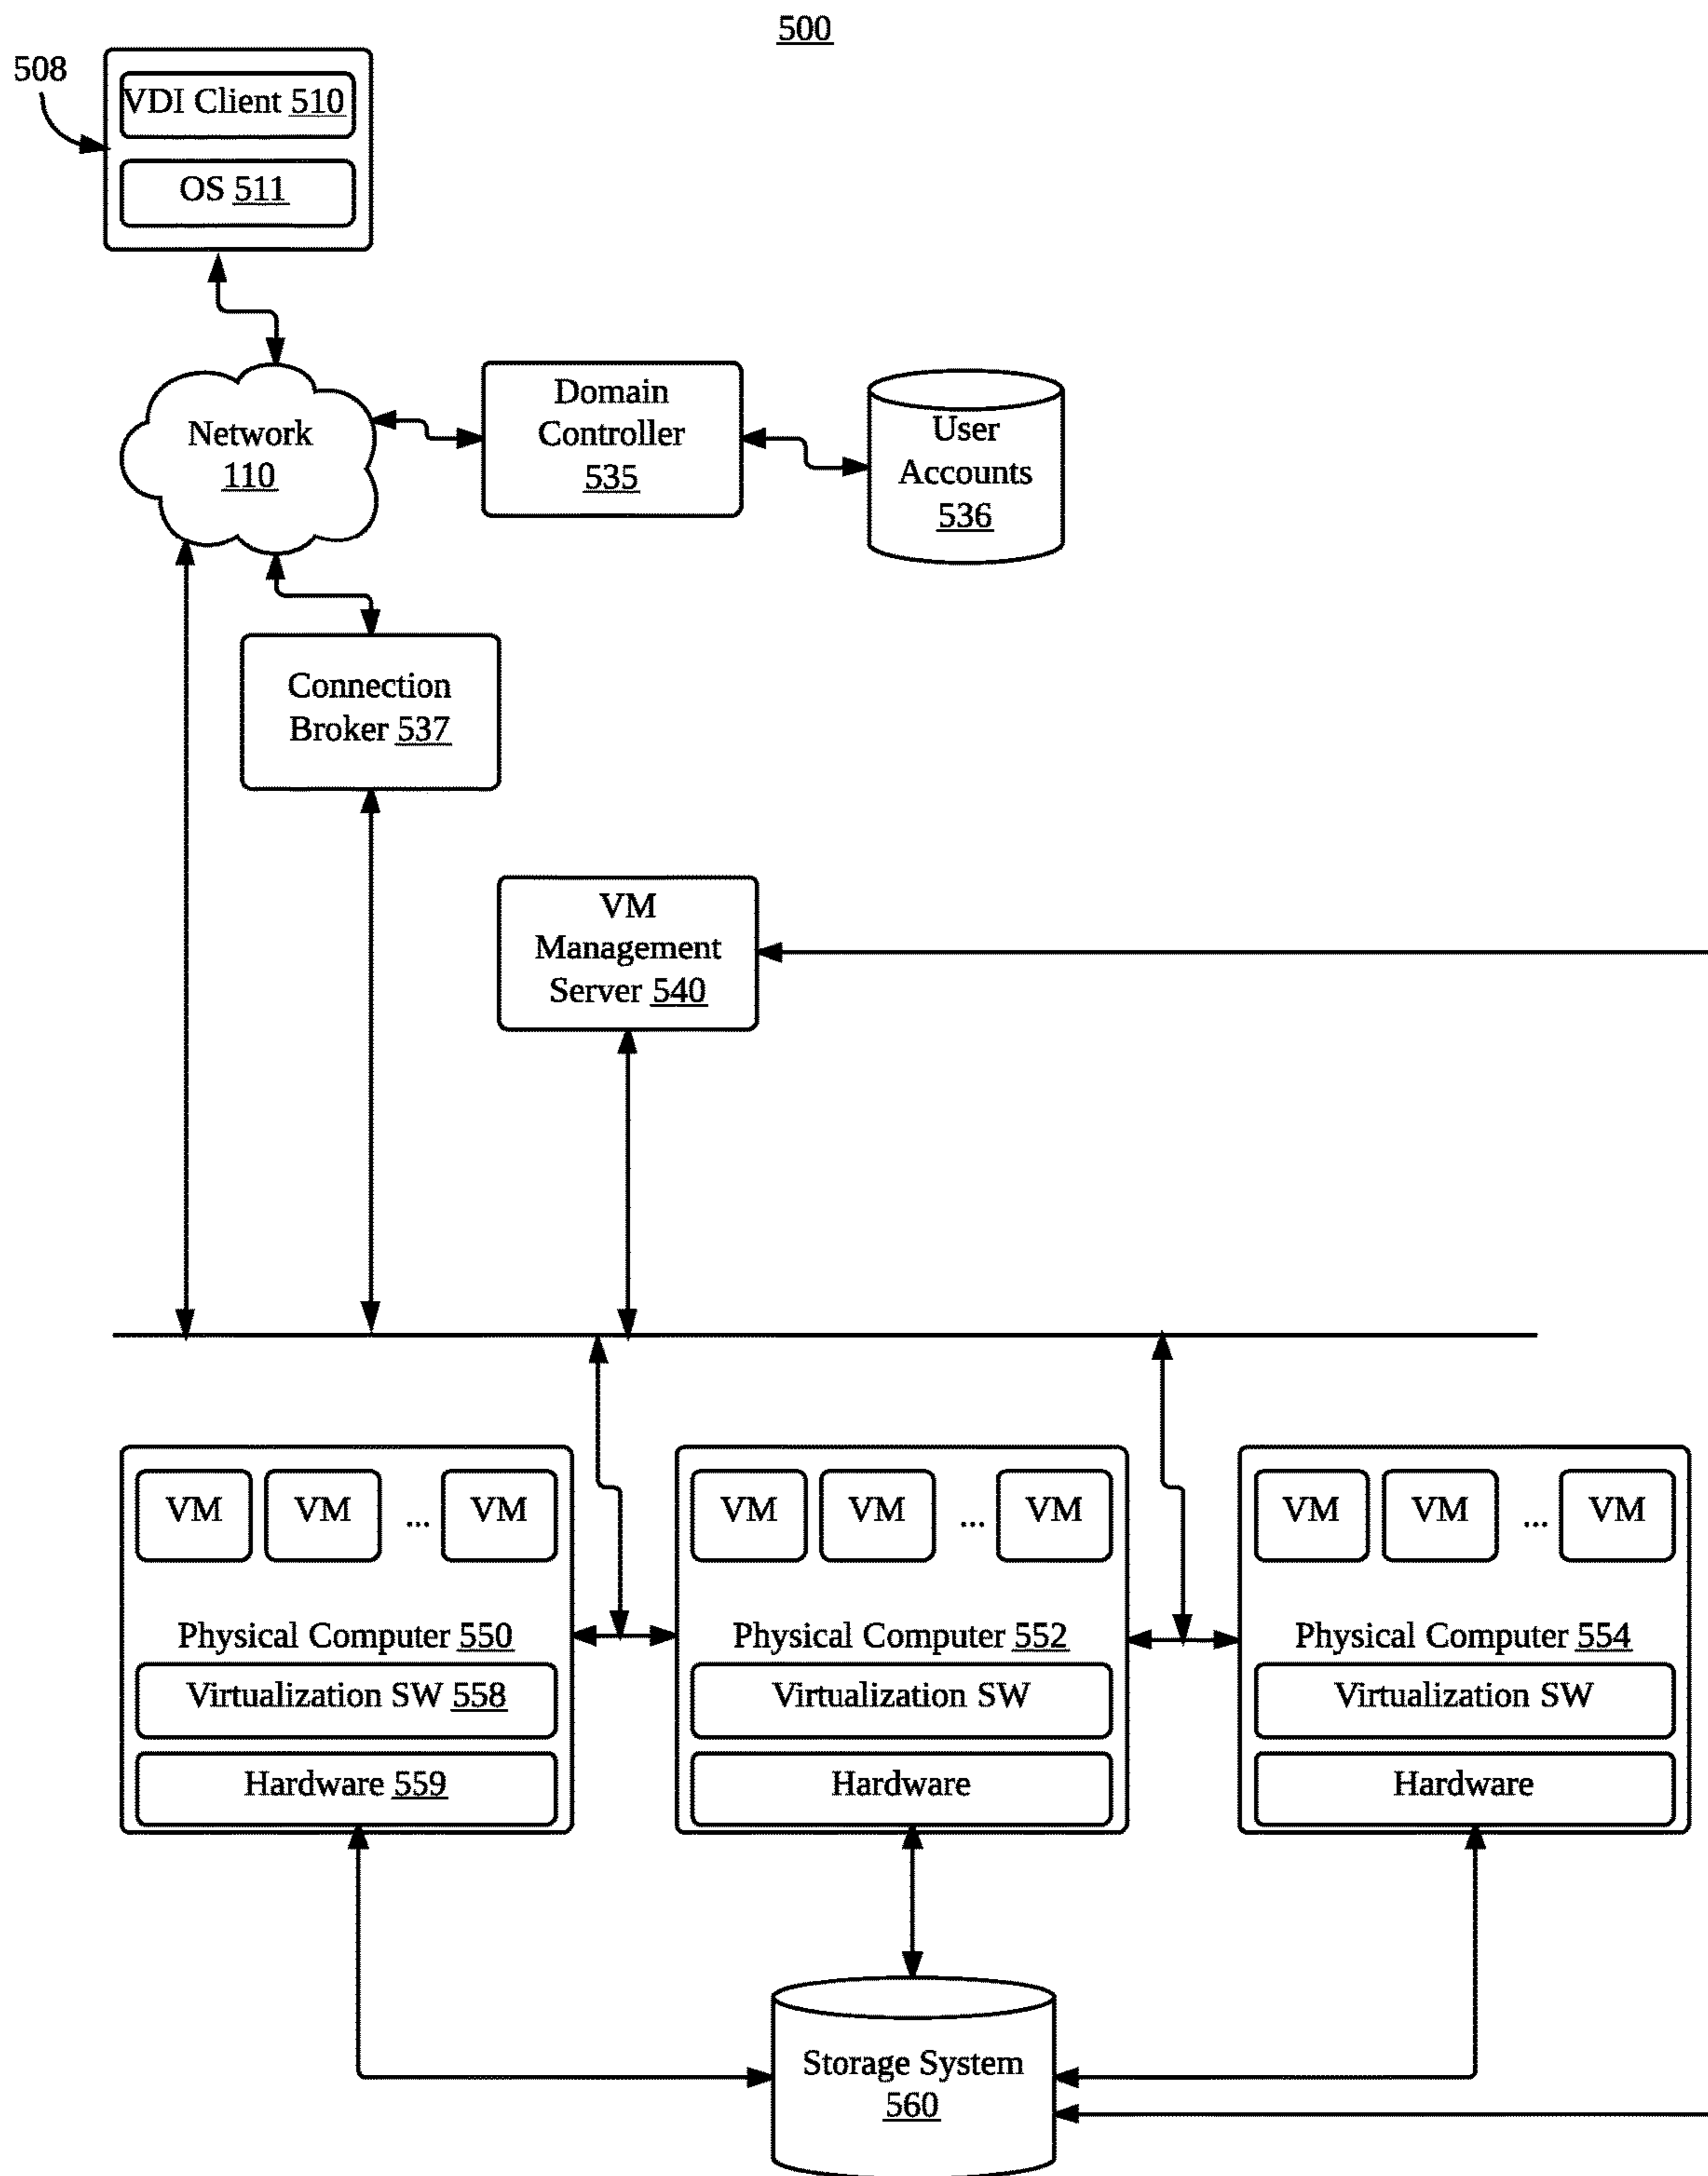 500
508
VDI Client 510
OS 511
Network
110
Domain
Controller
535
User
Accounts
536
Connection
Broker 537
VM
Management
Server 540
VM VM ... VM
Physical Computer 550
Virtualization SW 558
Hardware 559
VM VM ... VM
Physical Computer 552
Virtualization SW
Hardware
VM VM ... VM
Physical Computer 554
Virtualization SW
Hardware
Storage System
560